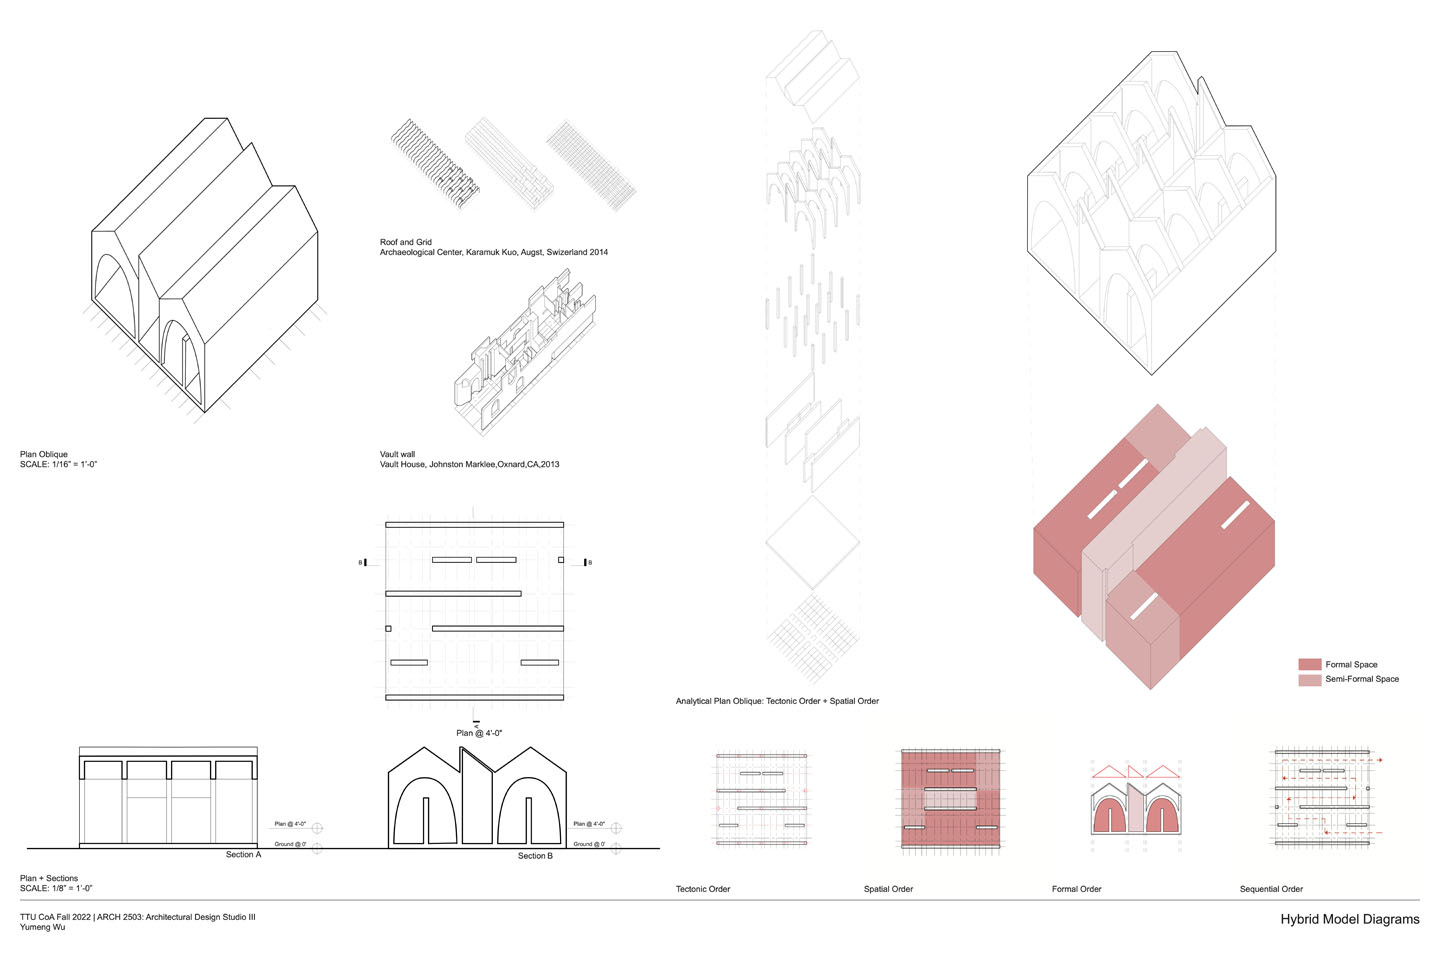 Roof and Grid
Archaeological Center, Karamuk Kuo, Augst, Swizerland 2014
Plan Oblique
SCALE: 1/16" = 1'-0"
Vault wall
Vault House, Johnston Marklee,Oxnard,CA,2013
B
B
A
Plan @ 4'-0"
Formal Space
Semi-Formal Space
Analytical Plan Oblique: Tectonic Order + Spatial Order
Plan @ 4'-0"
Ground @ 0'
Section A
Plan @ 4'-0"
Ground @ 0'
Section B
Plan + Sections
SCALE: 1/8" = 1'-0"
Tectonic Order
Spatial Order
Formal Order
Sequential Order
TTU CoA Fall 2022 | ARCH 2503: Architectural Design Studio III
Yumeng Wu
Hybrid Model Diagrams